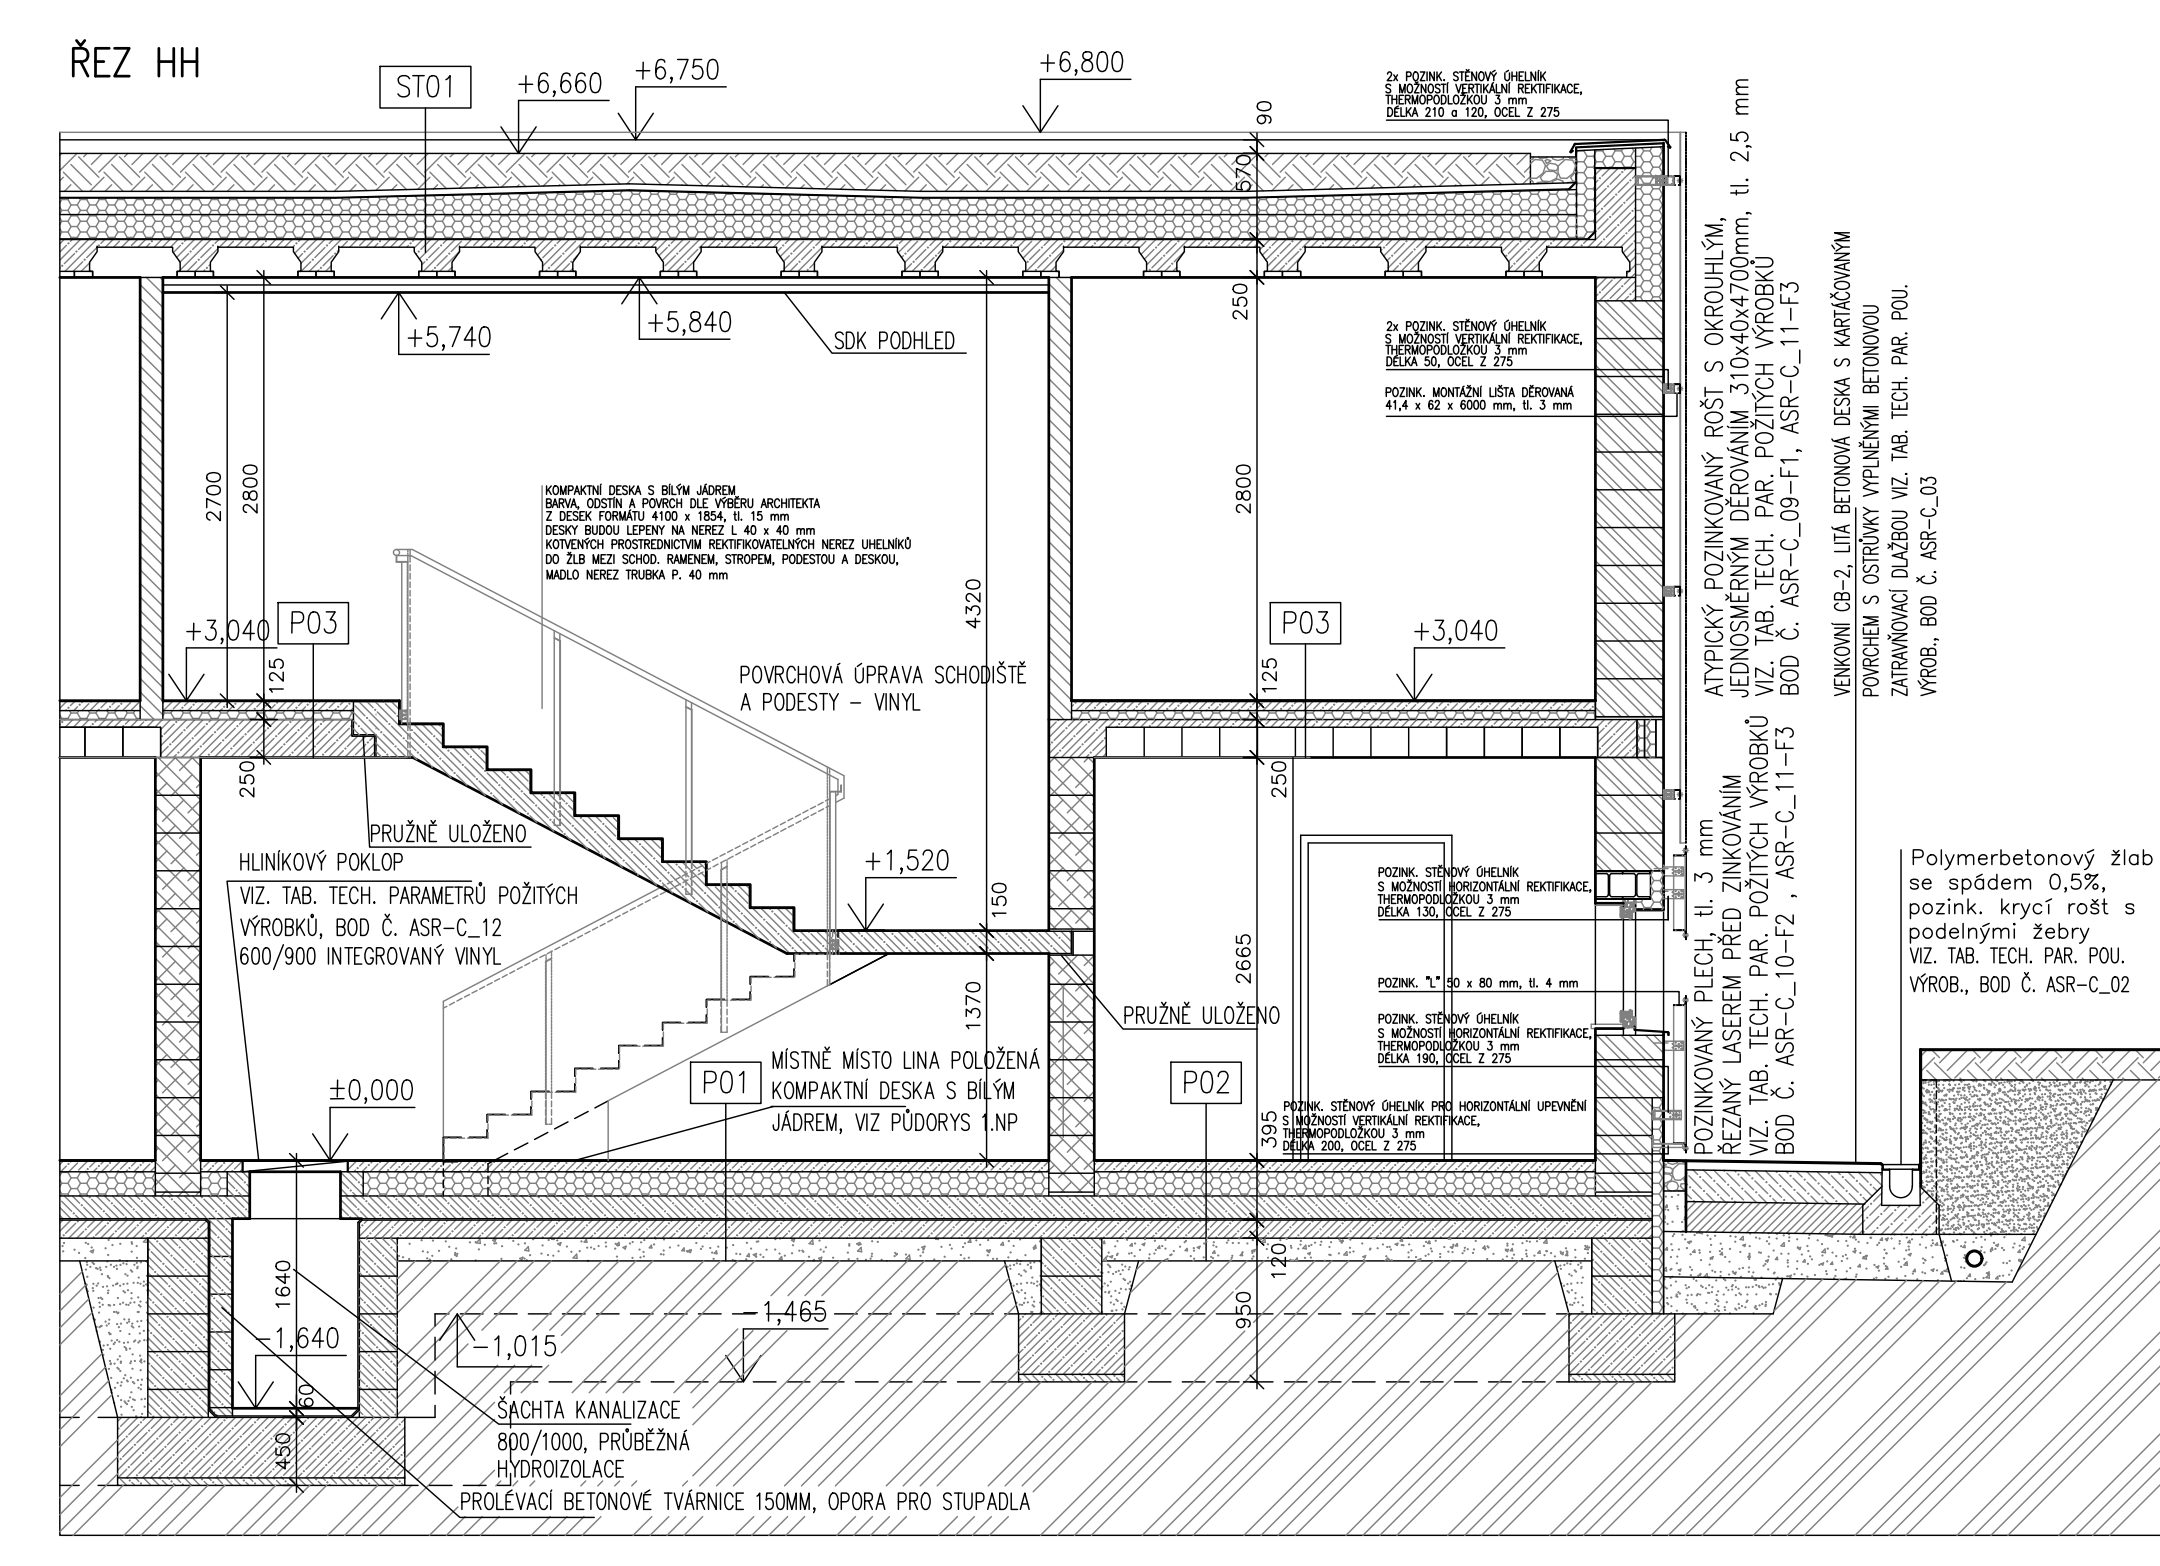 ŘEZ HH
ST01
+6,660
+6,750
+6,800
90
570
2x POZINK. STĚNOVÝ ÚHELNÍK
S MOŽNOSTÍ VERTIKÁLNÍ REKTIFIKACE,
THERMOPODLOŽKOU 3 mm
DÉLKA 210 a 120, OCEL Z 275
+5,740
+5,840
SDK PODHLED
250
2x POZINK. STĚNOVÝ ÚHELNÍK
S MOŽNOSTÍ VERTIKÁLNÍ REKTIFIKACE,
THERMOPODLOŽKOU 3 mm
DÉLKA 50, OCEL Z 275
POZINK. MONTÁŽNÍ LIŠTA DĚROVANÁ
41,4 x 62 x 6000 mm, tl. 3 mm
2700
2800
4320
2800
KOMPAKTNÍ DESKA S BÍLÝM JÁDREM
BARVA, ODSTÍN A POVRCH DLE VÝBĚRU ARCHITEKTA
Z DESEK FORMÁTU 4100 x 1854, tl. 15 mm
DESKY BUDOU LEPENY NA NEREZ L 40 x 40 mm
KOTVENÝCH PROSTREDNICTVIM REKTIFIKOVATELNÝCH NEREZ UHELNÍKŮ
DO ŽLB MEZI SCHOD. RAMENEM, STROPEM, PODESTOU A DESKOU,
MADLO NEREZ TRUBKA P. 40 mm
+3,040
P03
125
P03
+3,040
125
POVRCHOVÁ ÚPRAVA SCHODIŠTĚ
A PODESTY – VINYL
250
250
PRUŽNĚ ULOŽENO
HLINÍKOVÝ POKLOP
VIZ. TAB. TECH. PARAMETRŮ POŽITÝCH
VÝROBKŮ, BOD Č. ASR–C_12
600/900 INTEGROVANÝ VINYL
+1,520
150
2665
1370
PRUŽNĚ ULOŽENO
POZINK. STĚNOVÝ ÚHELNÍK
S MOŽNOSTÍ HORIZONTÁLNÍ REKTIFIKACE,
THERMOPODLOŽKOU 3 mm
DÉLKA 130, OCEL Z 275
POZINK. "L" 50 x 80 mm, tl. 4 mm
POZINK. STĚNOVÝ ÚHELNÍK
S MOŽNOSTÍ HORIZONTÁLNÍ REKTIFIKACE,
THERMOPODLOŽKOU 3 mm
DÉLKA 190, OCEL Z 275
±0,000
P01
MÍSTNĚ MÍSTO LINA POLOŽENÁ
KOMPAKTNÍ DESKA S BÍLÝM
JÁDREM, VIZ PŮDORYS 1.NP
P02
395
POZINK. STĚNOVÝ ÚHELNÍK PRO HORIZONTÁLNÍ UPEVNĚNÍ
S MOŽNOSTÍ VERTIKÁLNÍ REKTIFIKACE,
THERMOPODLOŽKOU 3 mm
DÉLKA 200, OCEL Z 275
ATYPICKÝ POZINKOVANÝ ROŠT S OKROUHLÝM,
JEDNOSMĚRNÝM DĚROVÁNÍM 310x40x4700mm, tl. 2,5 mm
VIZ. TAB. TECH. PAR. POŽITÝCH VÝROBKŮ
BOD Č. ASR–C_09–F1, ASR–C_11–F3
POZINKOVANÝ PLECH, tl. 3 mm
ŘEZANÝ LASEREM PŘED ZINKOVÁNÍM
VIZ. TAB. TECH. PAR. POŽITÝCH VÝROBKŮ
BOD Č. ASR–C_10–F2 , ASR–C_11–F3
VENKOVNÍ CB–2, LITÁ BETONOVÁ DESKA S KARTÁČOVANÝM
POVRCHEM S OSTRŮVKY VYPLNĚNÝMI BETONOVOU
ZATRAVŇOVACÍ DLAŽBOU VIZ. TAB. TECH. PAR. POU.
VÝROB., BOD Č. ASR–C_03
Polymerbetonový žlab
se spádem 0,5%,
pozink. krycí rošt s
podelnými žebry
VIZ. TAB. TECH. PAR. POU.
VÝROB., BOD Č. ASR–C_02
1640
120
950
–1,640
60
450
–1,015
–1,465
ŠACHTA KANALIZACE
800/1000, PRŮBĚŽNÁ
HYDROIZOLACE
PROLÉVACÍ BETONOVÉ TVÁRNICE 150MM, OPORA PRO STUPADLA